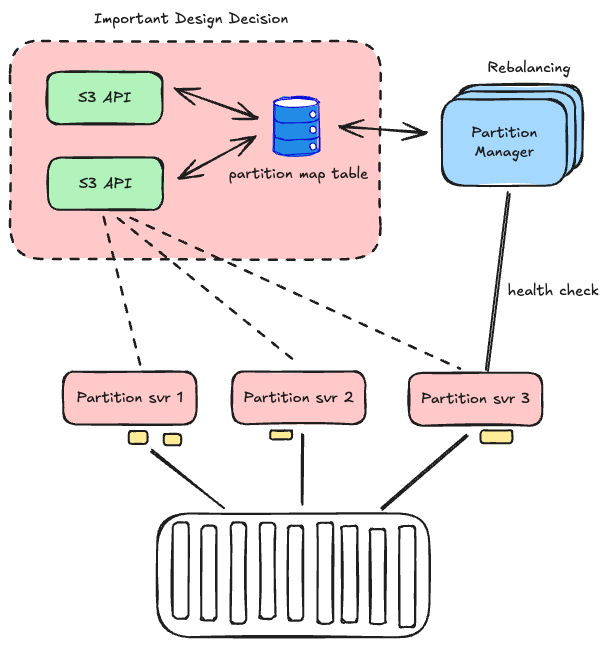 Important Design Decision
S3 API
S3 API
partition map table
Rebalancing
Partition
Manager
health check
Partition svr 1
Partition svr 2
Partition svr 3